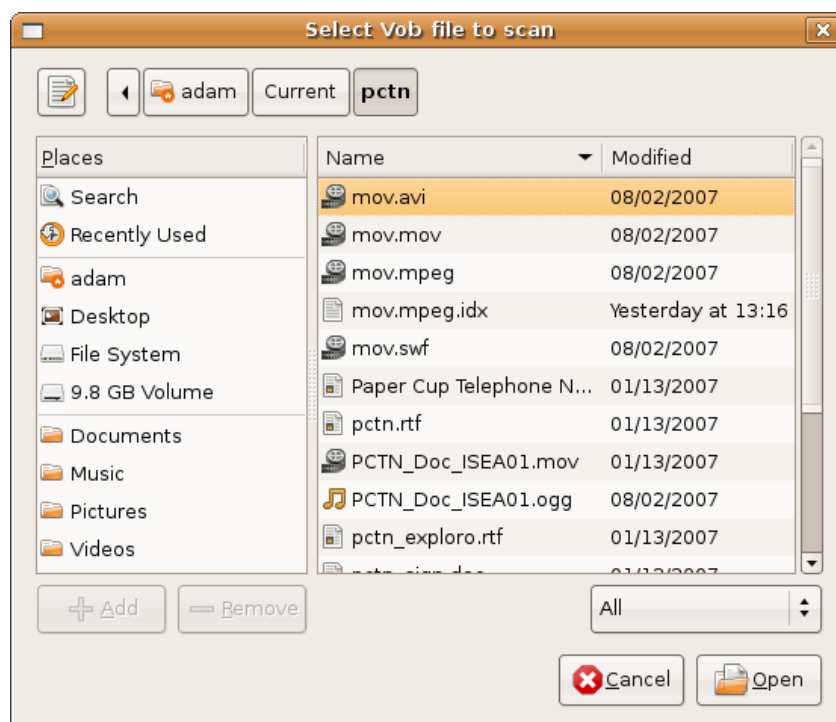 Select Vob file to scan
adam Current pctn
Places
Search
Recently Used
adam
Desktop
File System
9.8 GB Volume
Documents
Music
Pictures
Videos
Name Modified
mov.avi 08/02/2007
mov.mov 08/02/2007
mov.mpeg 08/02/2007
mov.mpeg.idx Yesterday at 13:16
mov.swf 08/02/2007
Paper Cup Telephone N... 01/13/2007
pctn.rtf 01/13/2007
PCTN_Doc_ISEA01.mov 01/13/2007
PCTN_Doc_ISEA01.ogg 08/02/2007
pctn_exploro.rtf 01/13/2007
Add Remove
All
Cancel Open